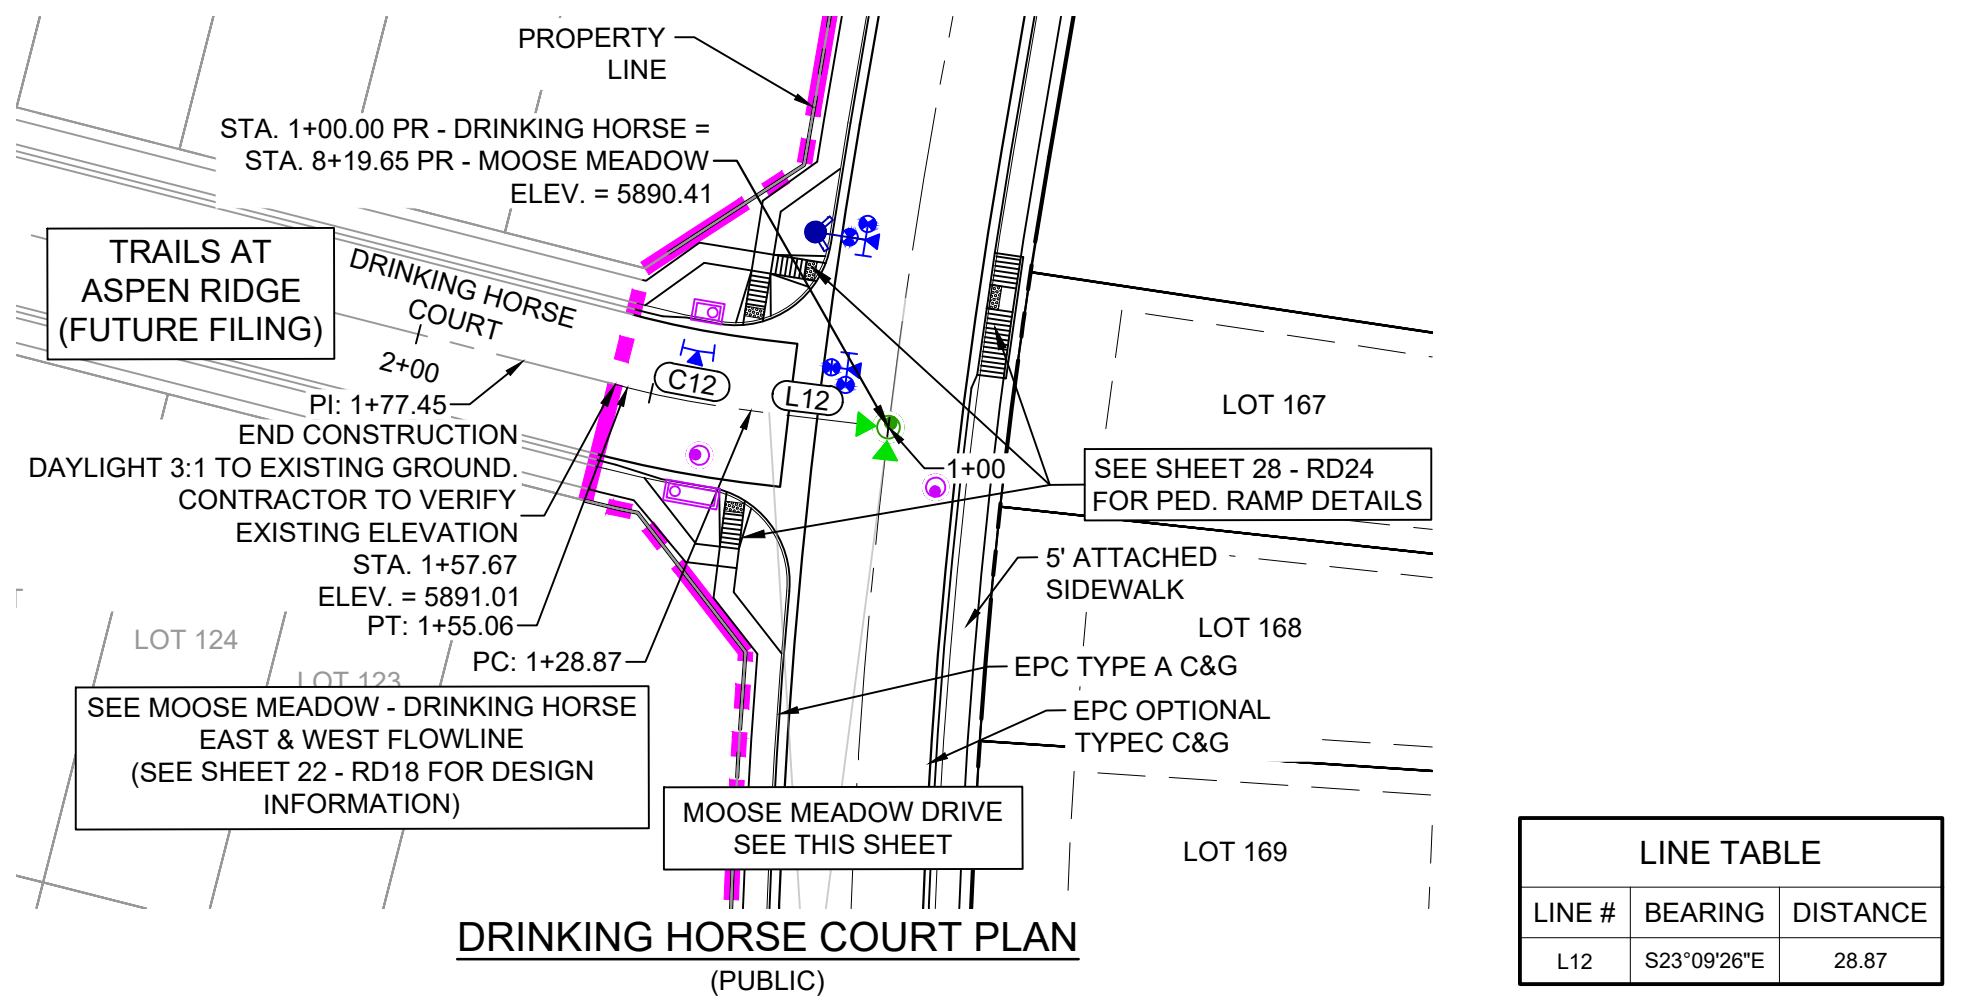 PROPERTY
LINE
STA. 1+00.00 PR - DRINKING HORSE =
STA. 8+19.65 PR - MOOSE MEADOW
ELEV. = 5890.41
TRAILS AT
ASPEN RIDGE
(FUTURE FILING)
DRINKING HORSE
COURT
2+00
C12
L12
PI: 1+77.45
END CONSTRUCTION
DAYLIGHT 3:1 TO EXISTING GROUND.
CONTRACTOR TO VERIFY
EXISTING ELEVATION
STA. 1+57.67
ELEV. = 5891.01
PT: 1+55.06
PC: 1+28.87
1+00
LOT 167
SEE SHEET 28 - RD24
FOR PED. RAMP DETAILS
5' ATTACHED
SIDEWALK
LOT 168
EPC TYPE A C&G
EPC OPTIONAL
TYPEC C&G
LOT 124
LOT 123
SEE MOOSE MEADOW - DRINKING HORSE
EAST & WEST FLOWLINE
(SEE SHEET 22 - RD18 FOR DESIGN
INFORMATION)
MOOSE MEADOW DRIVE
SEE THIS SHEET
LOT 169
DRINKING HORSE COURT PLAN
(PUBLIC)
LINE TABLE
LINE # BEARING DISTANCE
L12 S23°09'26"E 28.87